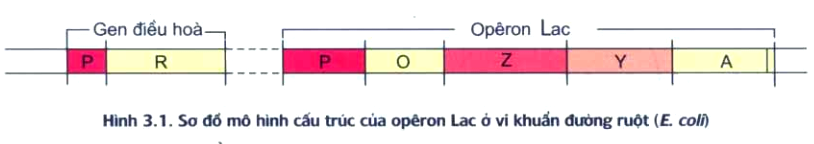 Gen điều hoà
Opêron Lac
P R P O Z Y A
Hình 3.1. Sơ đồ mô hình cấu trúc của opêron Lac ở vi khuẩn đường ruột (E. coli)